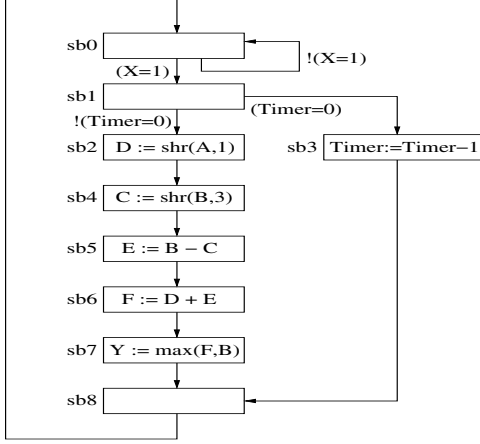 sb0
!(X=1)
(X=1)
sb1
(Timer=0)
!(Timer=0)
sb2 D := shr(A,1)
sb3 Timer:=Timer−1
sb4 C := shr(B,3)
sb5 E := B − C
sb6 F := D + E
sb7 Y := max(F,B)
sb8